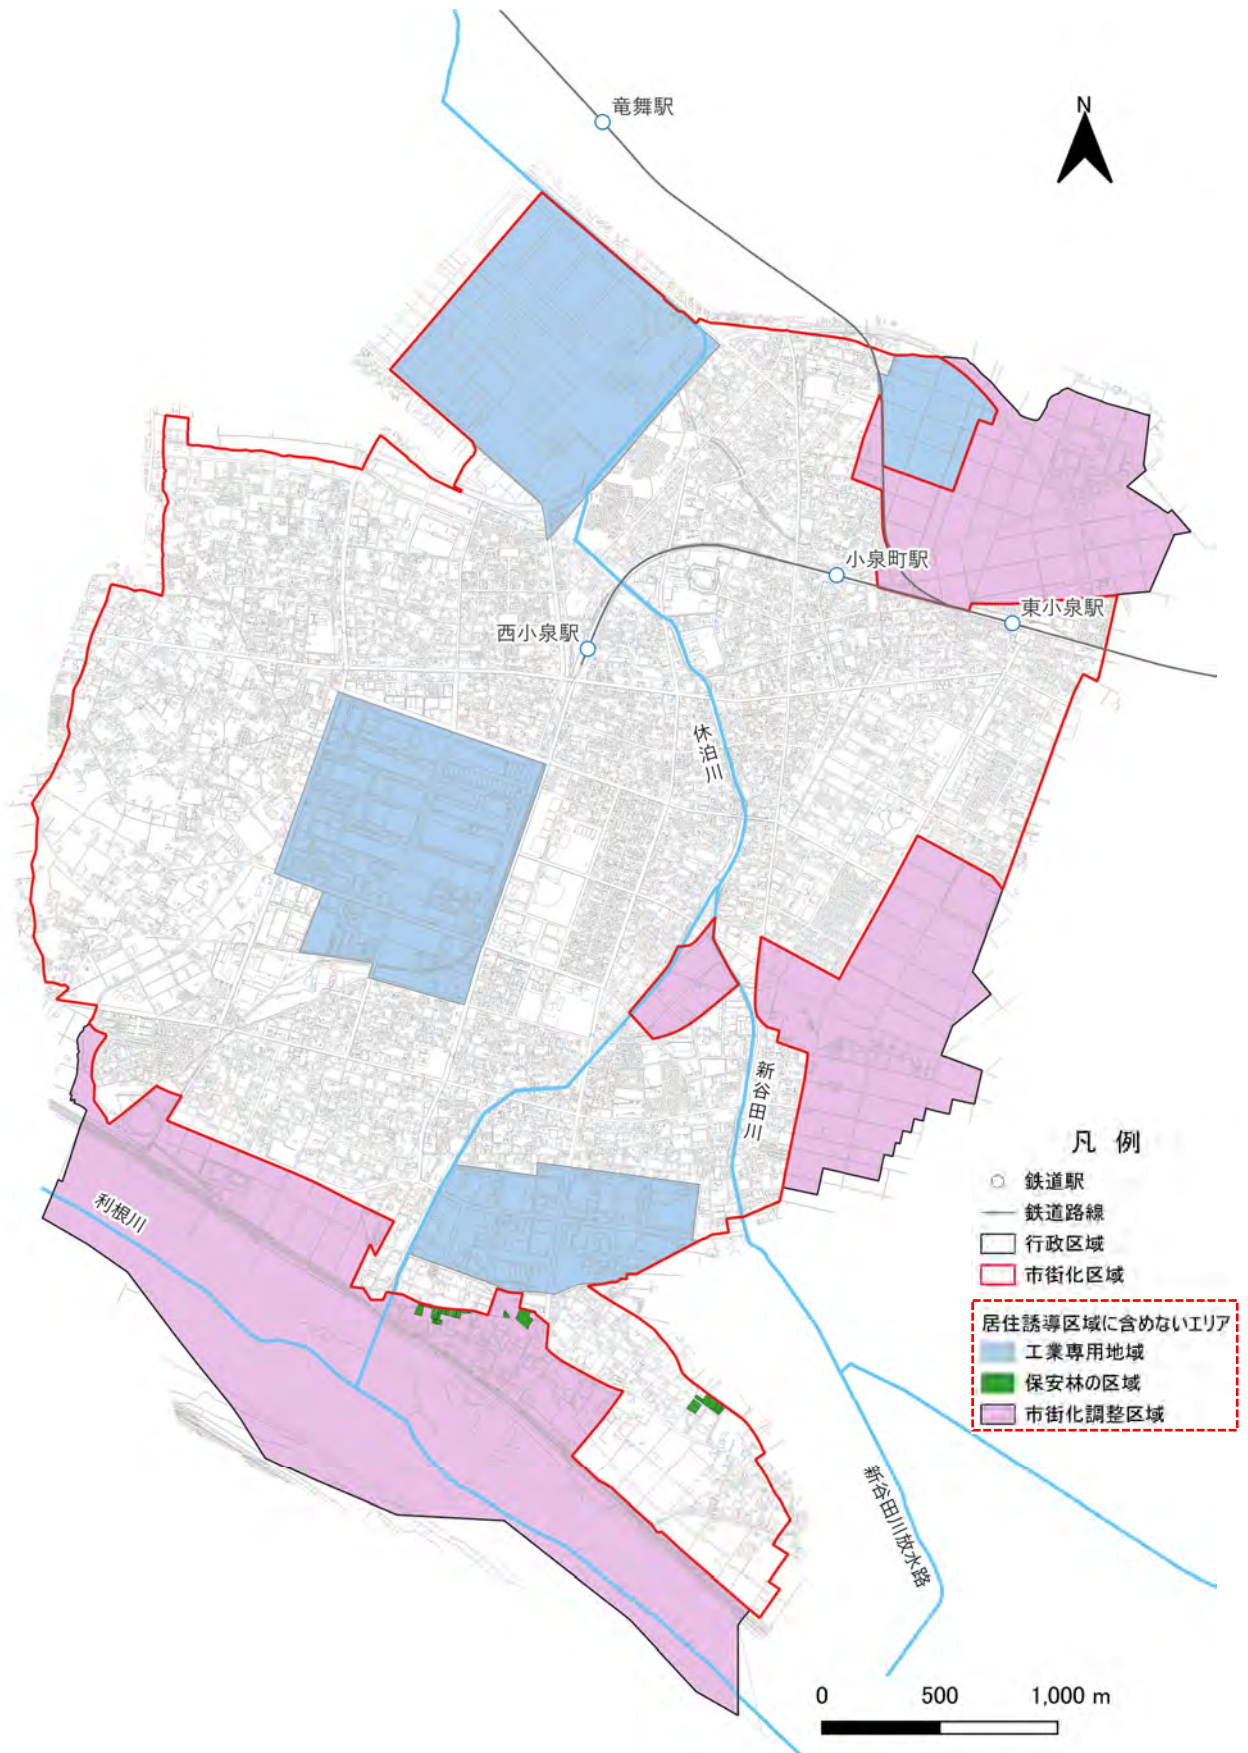 竜舞駅
N
小泉町駅
東小泉駅
西小泉駅
休泊川
新谷田川
利根川
新谷田川放水路
凡 例
鉄道駅
鉄道路線
行政区域
市街化区域
居住誘導区域に含めないエリア
工業専用地域
保安林の区域
市街化調整区域
0 500 1,000 m